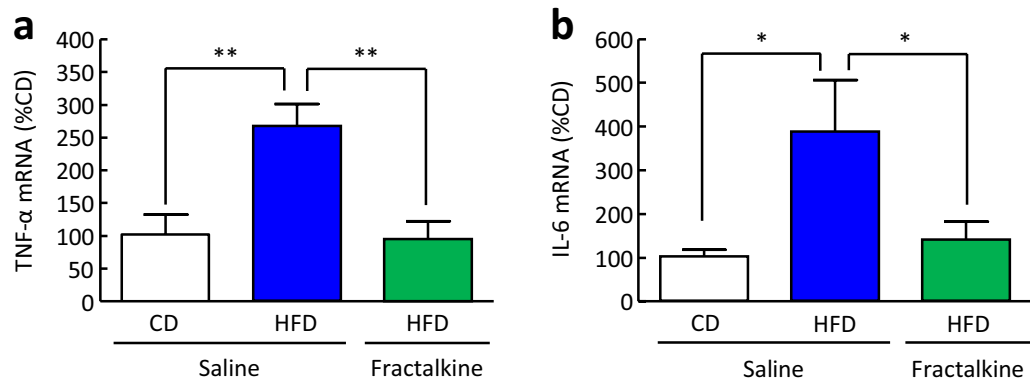 a
TNF-α mRNA (%CD)
400
350
300
250
200
150
100
50
0
** **
CD HFD HFD
Saline Fractalkine
b
IL-6 mRNA (%CD)
600
500
400
300
200
100
0
* *
CD HFD HFD
Saline Fractalkine